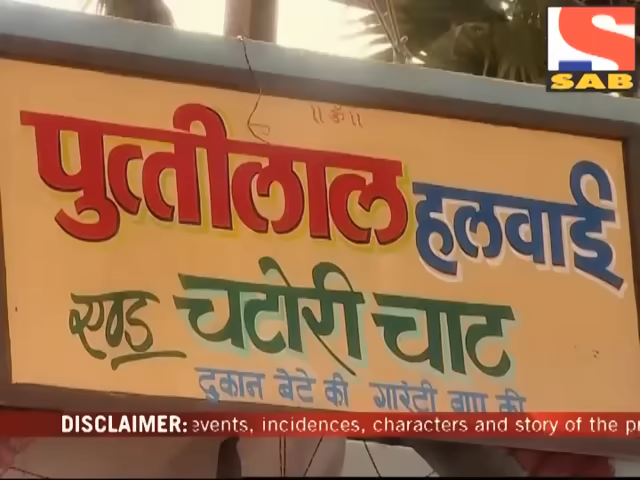 SAB
॥ ॐ ॥
पुत्तीलाल हलवाई
एण्ड चटोरी चाट
दुकान बेटे की गारंटी बाप की
DISCLAIMER: events, incidences, characters and story of the pr